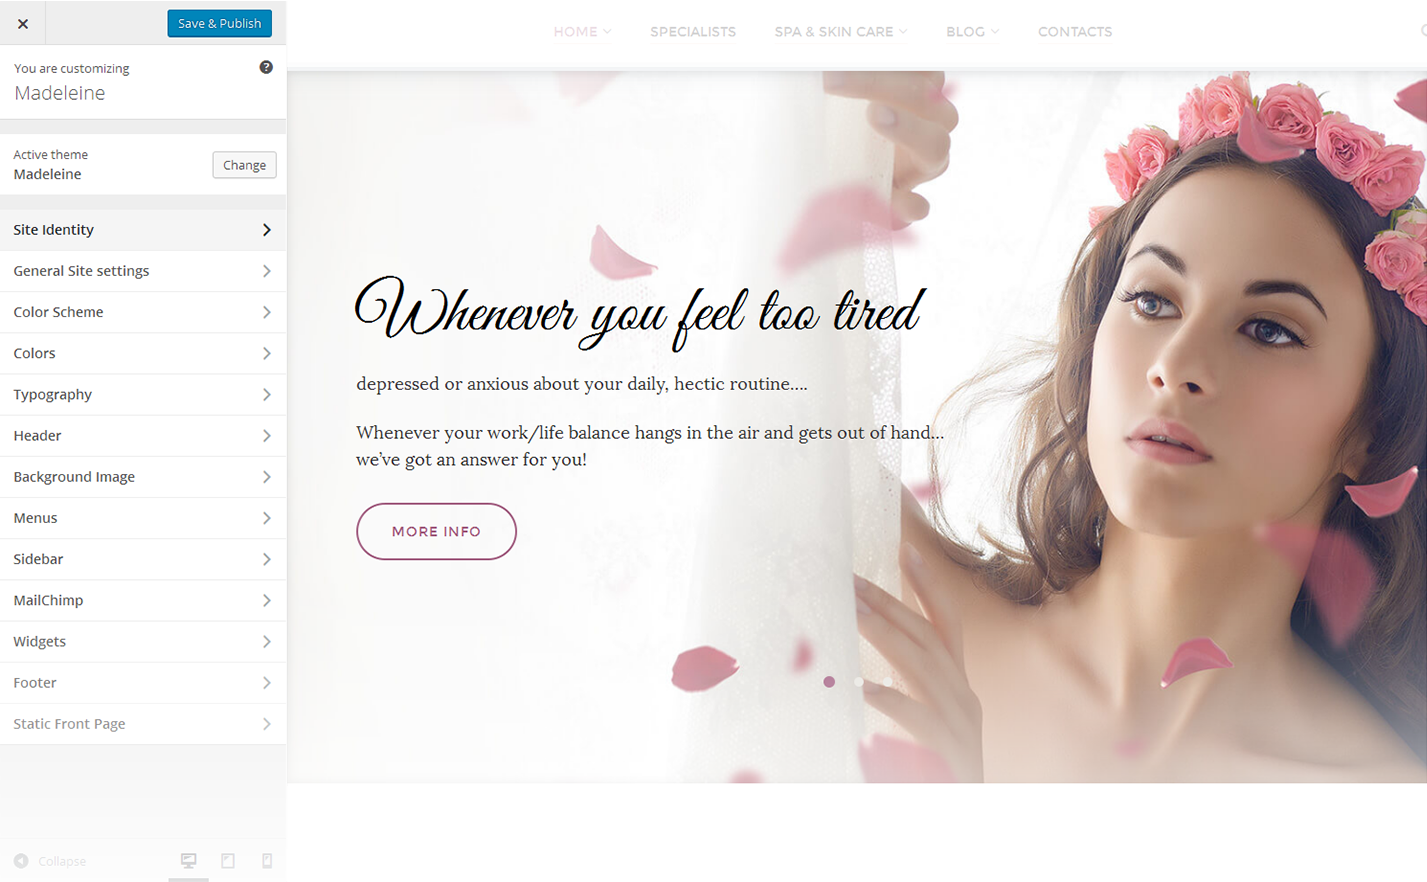 Save & Publish
You are customizing
Madeleine
Active theme
Madeleine
Change
Site Identity
General Site settings
Color Scheme
Colors
Typography
Header
Background Image
Menus
Sidebar
MailChimp
Widgets
Footer
Static Front Page
Collapse
HOME SPECIALISTS SPA & SKIN CARE BLOG CONTACTS
Whenever you feel too tired
depressed or anxious about your daily, hectic routine....
Whenever your work/life balance hangs in the air and gets out of hand...
we’ve got an answer for you!
MORE INFO